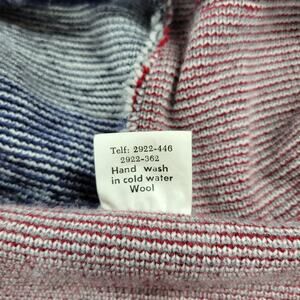 Telf: 2922-446
2922-362
Hand wash
in cold water
Wool